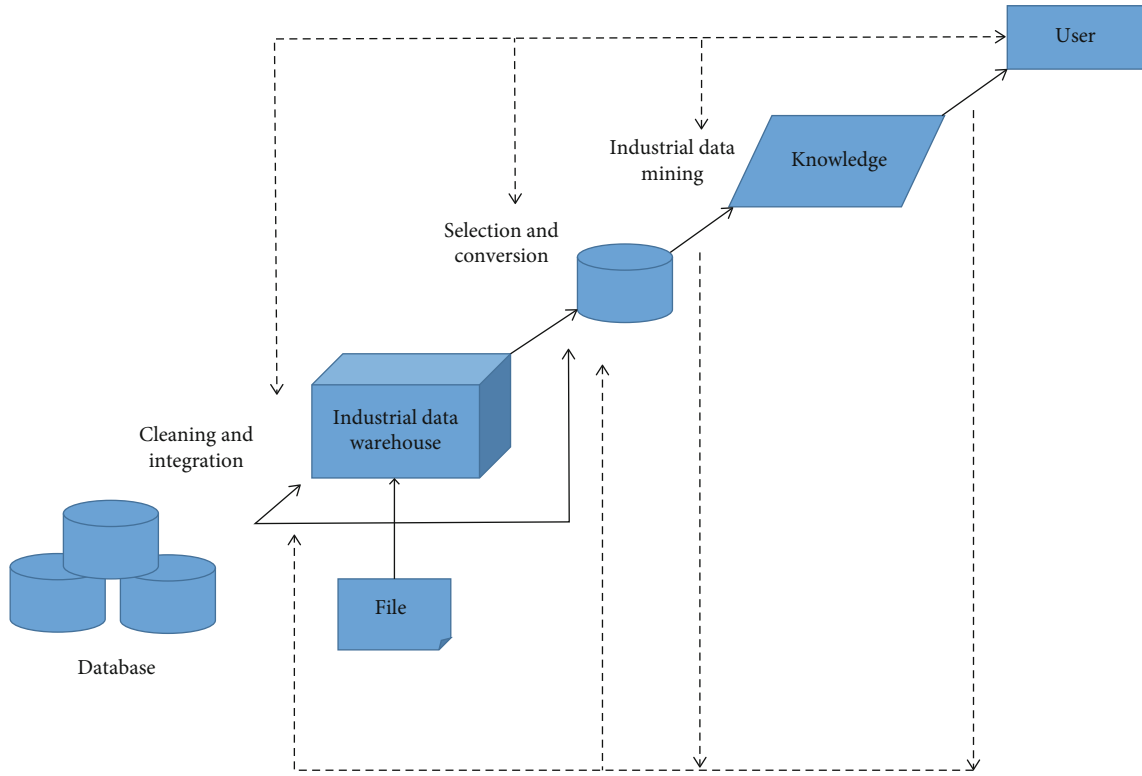 User
Industrial data
mining
Knowledge
Selection and
conversion
Industrial data
warehouse
Cleaning and
integration
File
Database